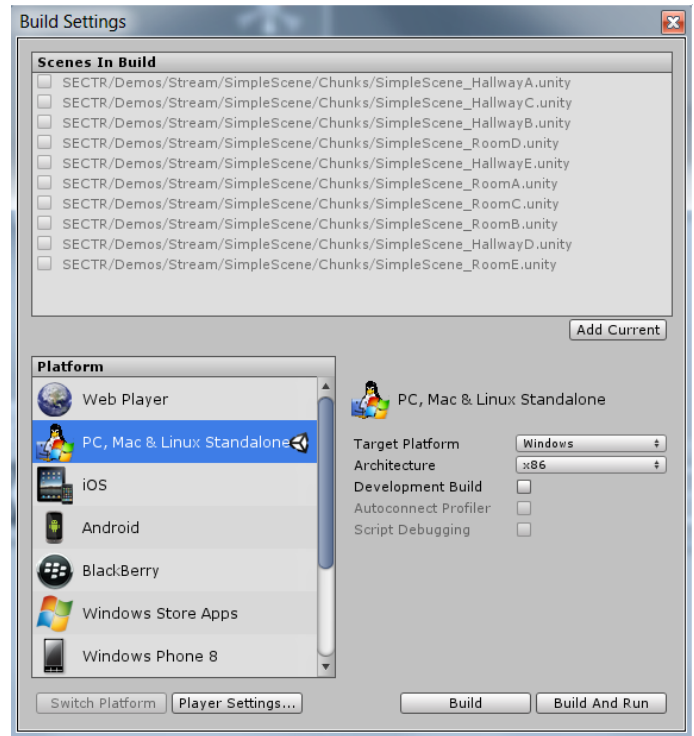 Build Settings
Scenes In Build
SECTR/Demos/Stream/SimpleScene/Chunks/SimpleScene_HallwayA.unity
SECTR/Demos/Stream/SimpleScene/Chunks/SimpleScene_HallwayC.unity
SECTR/Demos/Stream/SimpleScene/Chunks/SimpleScene_HallwayB.unity
SECTR/Demos/Stream/SimpleScene/Chunks/SimpleScene_RoomD.unity
SECTR/Demos/Stream/SimpleScene/Chunks/SimpleScene_HallwayE.unity
SECTR/Demos/Stream/SimpleScene/Chunks/SimpleScene_RoomA.unity
SECTR/Demos/Stream/SimpleScene/Chunks/SimpleScene_RoomC.unity
SECTR/Demos/Stream/SimpleScene/Chunks/SimpleScene_RoomB.unity
SECTR/Demos/Stream/SimpleScene/Chunks/SimpleScene_HallwayD.unity
SECTR/Demos/Stream/SimpleScene/Chunks/SimpleScene_RoomE.unity
Add Current
Platform
Web Player
PC, Mac & Linux Standalone
iOS
Android
BlackBerry
Windows Store Apps
Windows Phone 8
PC, Mac & Linux Standalone
Target Platform Windows
Architecture x86
Development Build
Autoconnect Profiler
Script Debugging
Switch Platform Player Settings... Build Build And Run